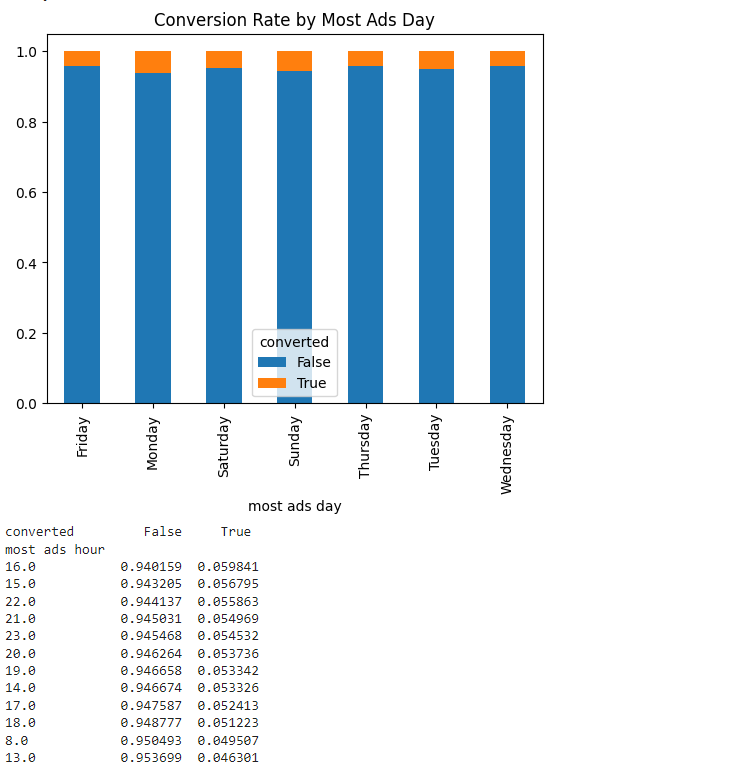 Conversion Rate by Most Ads Day
1.0
0.8
0.6
0.4
0.2
0.0
converted
False
True
Friday
Monday
Saturday
Sunday
Thursday
Tuesday
Wednesday
most ads day
converted False True
most ads hour
16.0 0.940159 0.059841
15.0 0.943205 0.056795
22.0 0.944137 0.055863
21.0 0.945031 0.054969
23.0 0.945468 0.054532
20.0 0.946264 0.053736
19.0 0.946658 0.053342
14.0 0.946674 0.053326
17.0 0.947587 0.052413
18.0 0.948777 0.051223
8.0 0.950493 0.049507
13.0 0.953699 0.046301